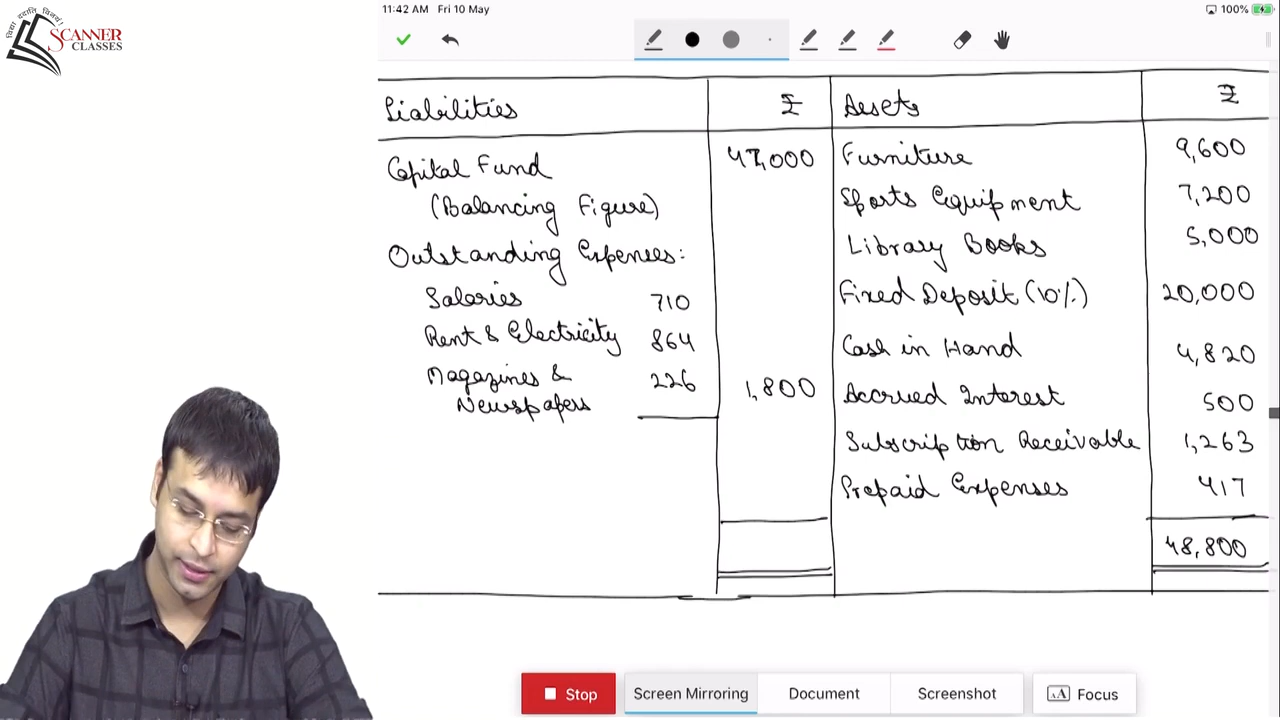 11:42 AM Fri 10 May
100%
विद्या ददाति विनयं।
SCANNER
CLASSES
Liabilities ₹ Assets ₹
Capital Fund 47,000 Furniture 9,600
(Balancing Figure) Sports Equipment 7,200
Outstanding Expenses: Library Books 5,000
Salaries 710 Fixed Deposit (10%) 20,000
Rent & Electricity 864 Cash in Hand 4,820
Magazines & 226 1,800 Accrued Interest 500
Newspapers
Subscription Receivable 1,263
Prepaid Expenses 417
48,800
Stop Screen Mirroring Document Screenshot AA Focus